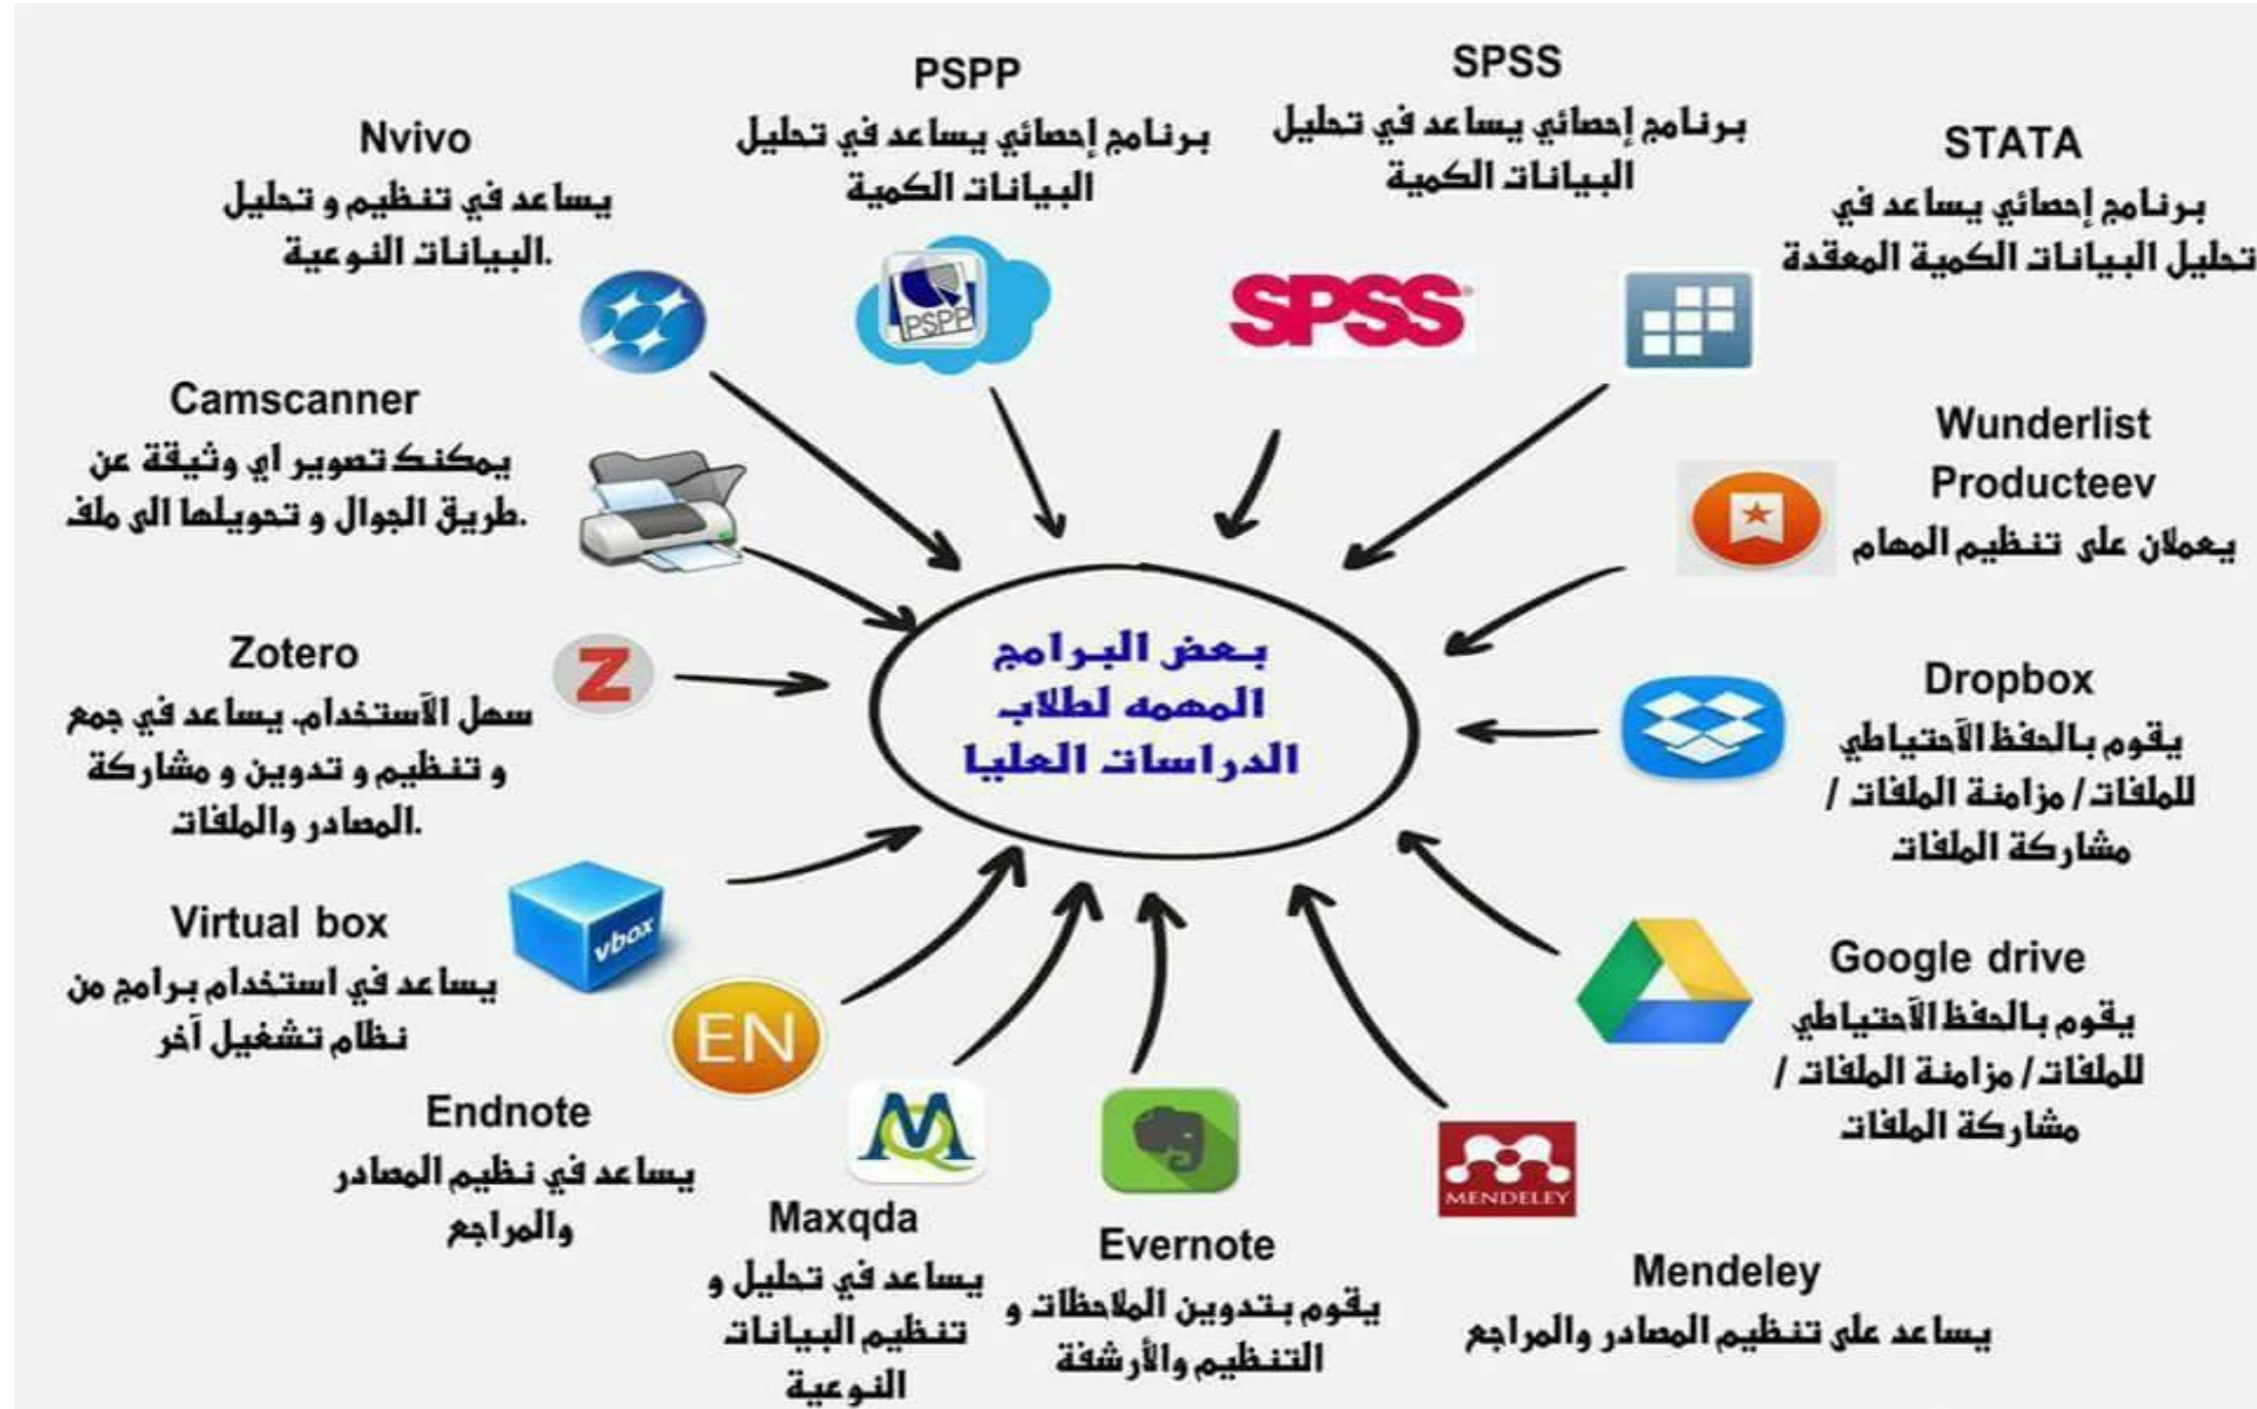 PSPP
برنامج إحصائي يساعد في تحليل
البيانات الكمية
SPSS
برنامج إحصائي يساعد في تحليل
البيانات الكمية
STATA
برنامج إحصائي يساعد في
تحليل البيانات الكمية المعقدة
Nvivo
يساعد في تنظيم و تحليل
البيانات النوعية.
PSPP
SPSS
Camscanner
يمكنك تصوير اي وثيقة عن
طريق الجوال و تحويلها الى ملف.
Wunderlist
Producteev
يعملان على تنظيم المهام
بعض البرامج
المهمه لطلاب
الدراسات العليا
Zotero
سهل الآستخدام. يساعد في جمع
و تنظيم و تدوين و مشاركة
المصادر والملفات.
Z
Dropbox
يقوم بالحفظ الآحتياطي
للملفات/ مزامنة الملفات /
مشاركة الملفات
Virtual box
يساعد في استخدام برامج من
نظام تشغيل آخر
vbox
Google drive
يقوم بالحفظ الآحتياطي
للملفات/ مزامنة الملفات /
مشاركة الملفات
EN
Endnote
يساعد في نظيم المصادر
والمراجع
MQ
Maxqda
يساعد في تحليل و
تنظيم البيانات
النوعية
Evernote
يقوم بتدوين الملاحظات و
التنظيم والأرشفة
MENDELEY
Mendeley
يساعد على تنظيم المصادر والمراجع